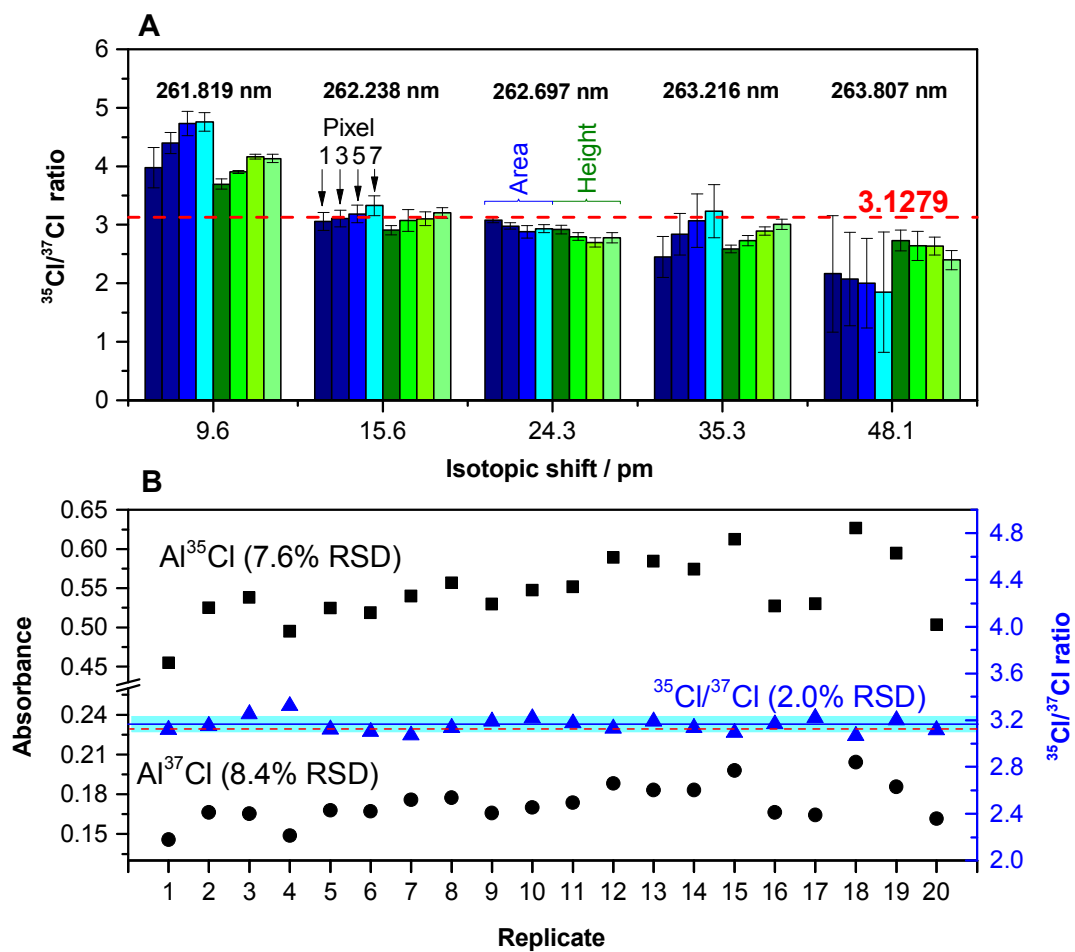 A
6
5
4
3
2
1
0
³⁵Cl/³⁷Cl ratio
261.819 nm 262.238 nm 262.697 nm 263.216 nm 263.807 nm
Pixel
1 3 5 7
Area
Height
3.1279
9.6 15.6 24.3 35.3 48.1
Isotopic shift / pm
B
0.65
0.60
0.55
0.50
0.45
0.24
0.21
0.18
0.15
Absorbance
Al³⁵Cl (7.6% RSD)
³⁵Cl/³⁷Cl (2.0% RSD)
Al³⁷Cl (8.4% RSD)
4.8
4.4
4.0
3.6
3.2
2.8
2.4
2.0
³⁵Cl/³⁷Cl ratio
1 2 3 4 5 6 7 8 9 10 11 12 13 14 15 16 17 18 19 20
Replicate